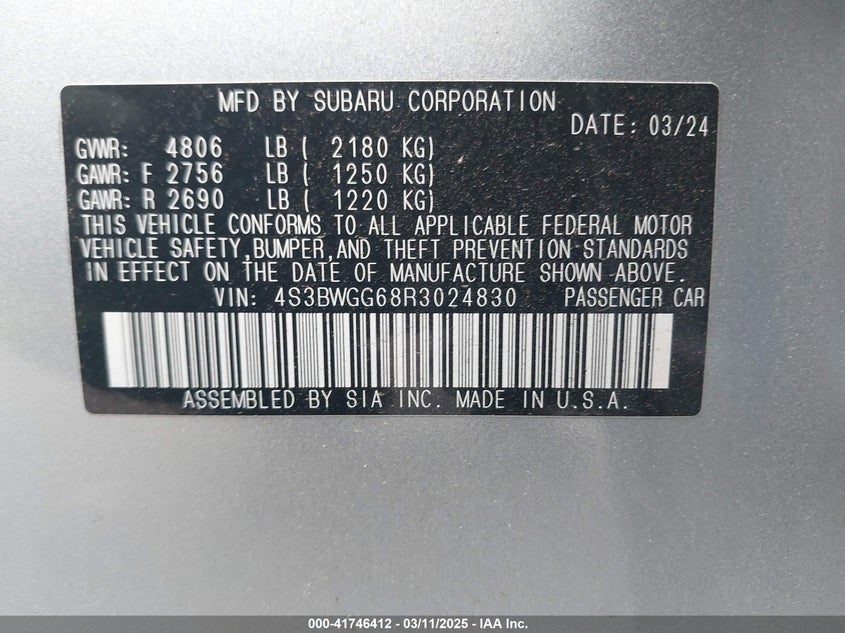 MFD BY SUBARU CORPORATION
DATE: 03/24
GVWR: 4806 LB ( 2180 KG)
GAWR: F 2756 LB ( 1250 KG)
GAWR: R 2690 LB ( 1220 KG)
THIS VEHICLE CONFORMS TO ALL APPLICABLE FEDERAL MOTOR
VEHICLE SAFETY,BUMPER,AND THEFT PREVENTION STANDARDS
IN EFFECT ON THE DATE OF MANUFACTURE SHOWN ABOVE.
VIN: 4S3BWGG68R3024830 PASSENGER CAR
ASSEMBLED BY SIA INC. MADE IN U.S.A.
000-41746412 - 03/11/2025 - IAA Inc.